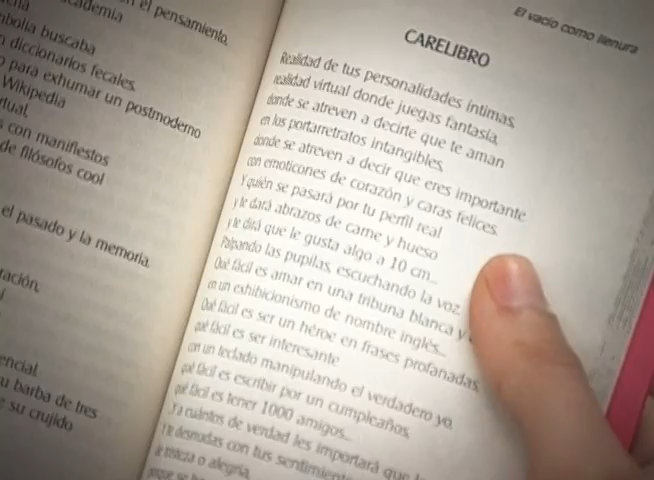 el pensamiento,
academia
buscaba
n diccionarios fecales,
o para exhumar un postmoderno
Wikipedia
rtual,
s con manifiestos
de filósofos cool
el pasado y la memoria.
ración,
encial
u barba de tres
e su crujido
El vacío como llenura
CARELIBRO
Realidad de tus personalidades íntimas,
realidad virtual donde juegas fantasía,
donde se atreven a decirte que te aman
en los portarretratos intangibles,
donde se atreven a decir que eres importante
con emoticones de corazón y caras felices.
Y quién se pasará por tu perfil real
y te dará abrazos de carne y hueso
y te dirá que le gusta algo a 10 cm...
Palpando las pupilas, escuchando la voz.
Qué fácil es amar en una tribuna blanca y
en un exhibicionismo de nombre inglés...
Qué fácil es ser un héroe en frases profanadas,
qué fácil es ser interesante
con un teclado manipulando el verdadero yo,
qué fácil es escribir por un cumpleaños,
qué fácil es tener 1000 amigos...
Y a cuántos de verdad les importará que
Y te desnudas con tus sentimient
de tristeza o alegría,
porque se